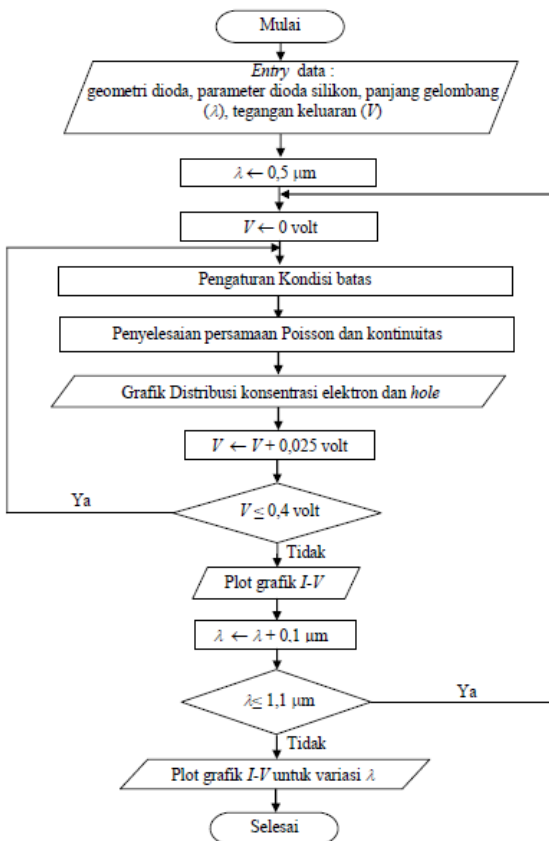 Mulai
Entry data :
geometri dioda, parameter dioda silikon, panjang gelombang
(λ), tegangan keluaran (V)
λ ← 0,5 μm
V ← 0 volt
Pengaturan Kondisi batas
Penyelesaian persamaan Poisson dan kontinuitas
Grafik Distribusi konsentrasi elektron dan hole
V ← V + 0,025 volt
Ya
V ≤ 0,4 volt
Tidak
Plot grafik I-V
λ ← λ + 0,1 μm
λ ≤ 1,1 μm
Ya
Tidak
Plot grafik I-V untuk variasi λ
Selesai